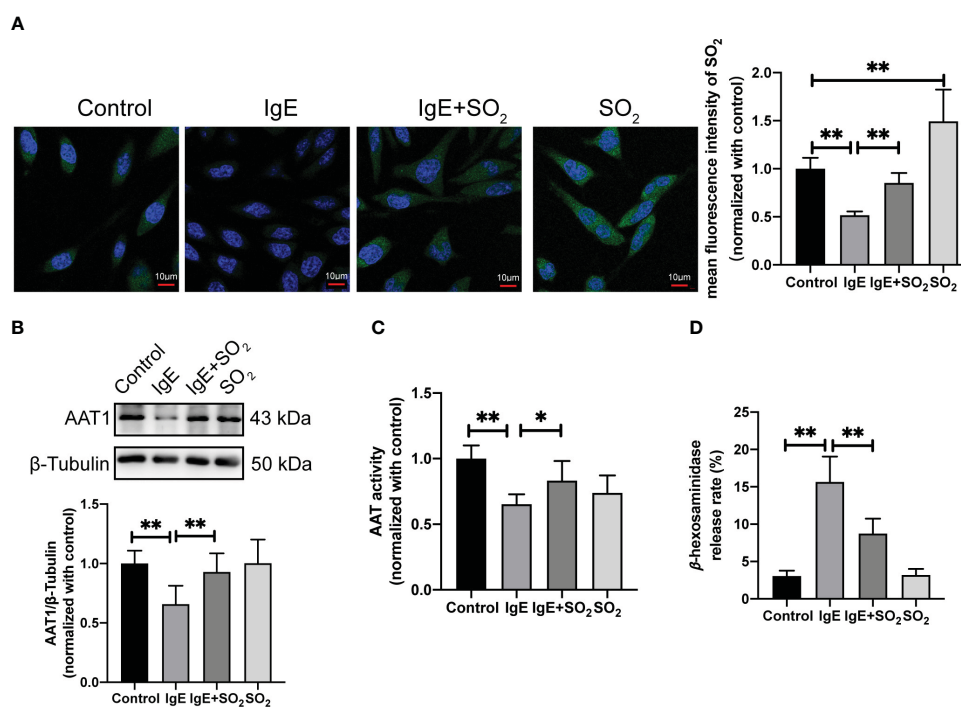 A
Control
IgE
IgE+SO2
SO2
10μm
10μm
10μm
10μm
mean fluorescence intensity of SO2
(normalized with control)
2.0
1.5
1.0
0.5
0.0
**
**
**
Control IgE IgE+SO2 SO2
B
Control
IgE
IgE+SO2
SO2
AAT1
43 kDa
β-Tubulin
50 kDa
AAT1/β-Tubulin
(normalized with control)
1.5
1.0
0.5
0.0
**
**
Control IgE IgE+SO2 SO2
C
AAT activity
(normalized with control)
1.5
1.0
0.5
0.0
**
*
Control IgE IgE+SO2 SO2
D
β-hexosaminidase
release rate (%)
25
20
15
10
5
0
**
**
Control IgE IgE+SO2 SO2